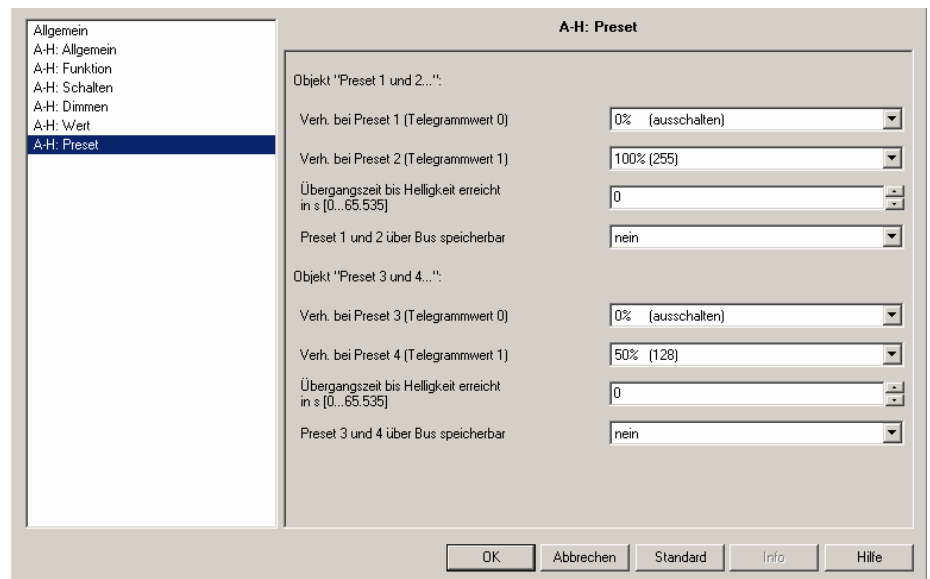 Allgemein
A-H: Allgemein
A-H: Funktion
A-H: Schalten
A-H: Dimmen
A-H: Wert
A-H: Preset
A-H: Preset
Objekt "Preset 1 und 2...":
Verh. bei Preset 1 (Telegrammwert 0)
0% (ausschalten)
Verh. bei Preset 2 (Telegrammwert 1)
100% (255)
Übergangszeit bis Helligkeit erreicht
in s [0...65.535]
0
Preset 1 und 2 über Bus speicherbar
nein
Objekt "Preset 3 und 4...":
Verh. bei Preset 3 (Telegrammwert 0)
0% (ausschalten)
Verh. bei Preset 4 (Telegrammwert 1)
50% (128)
Übergangszeit bis Helligkeit erreicht
in s [0...65.535]
0
Preset 3 und 4 über Bus speicherbar
nein
OK
Abbrechen
Standard
Info
Hilfe